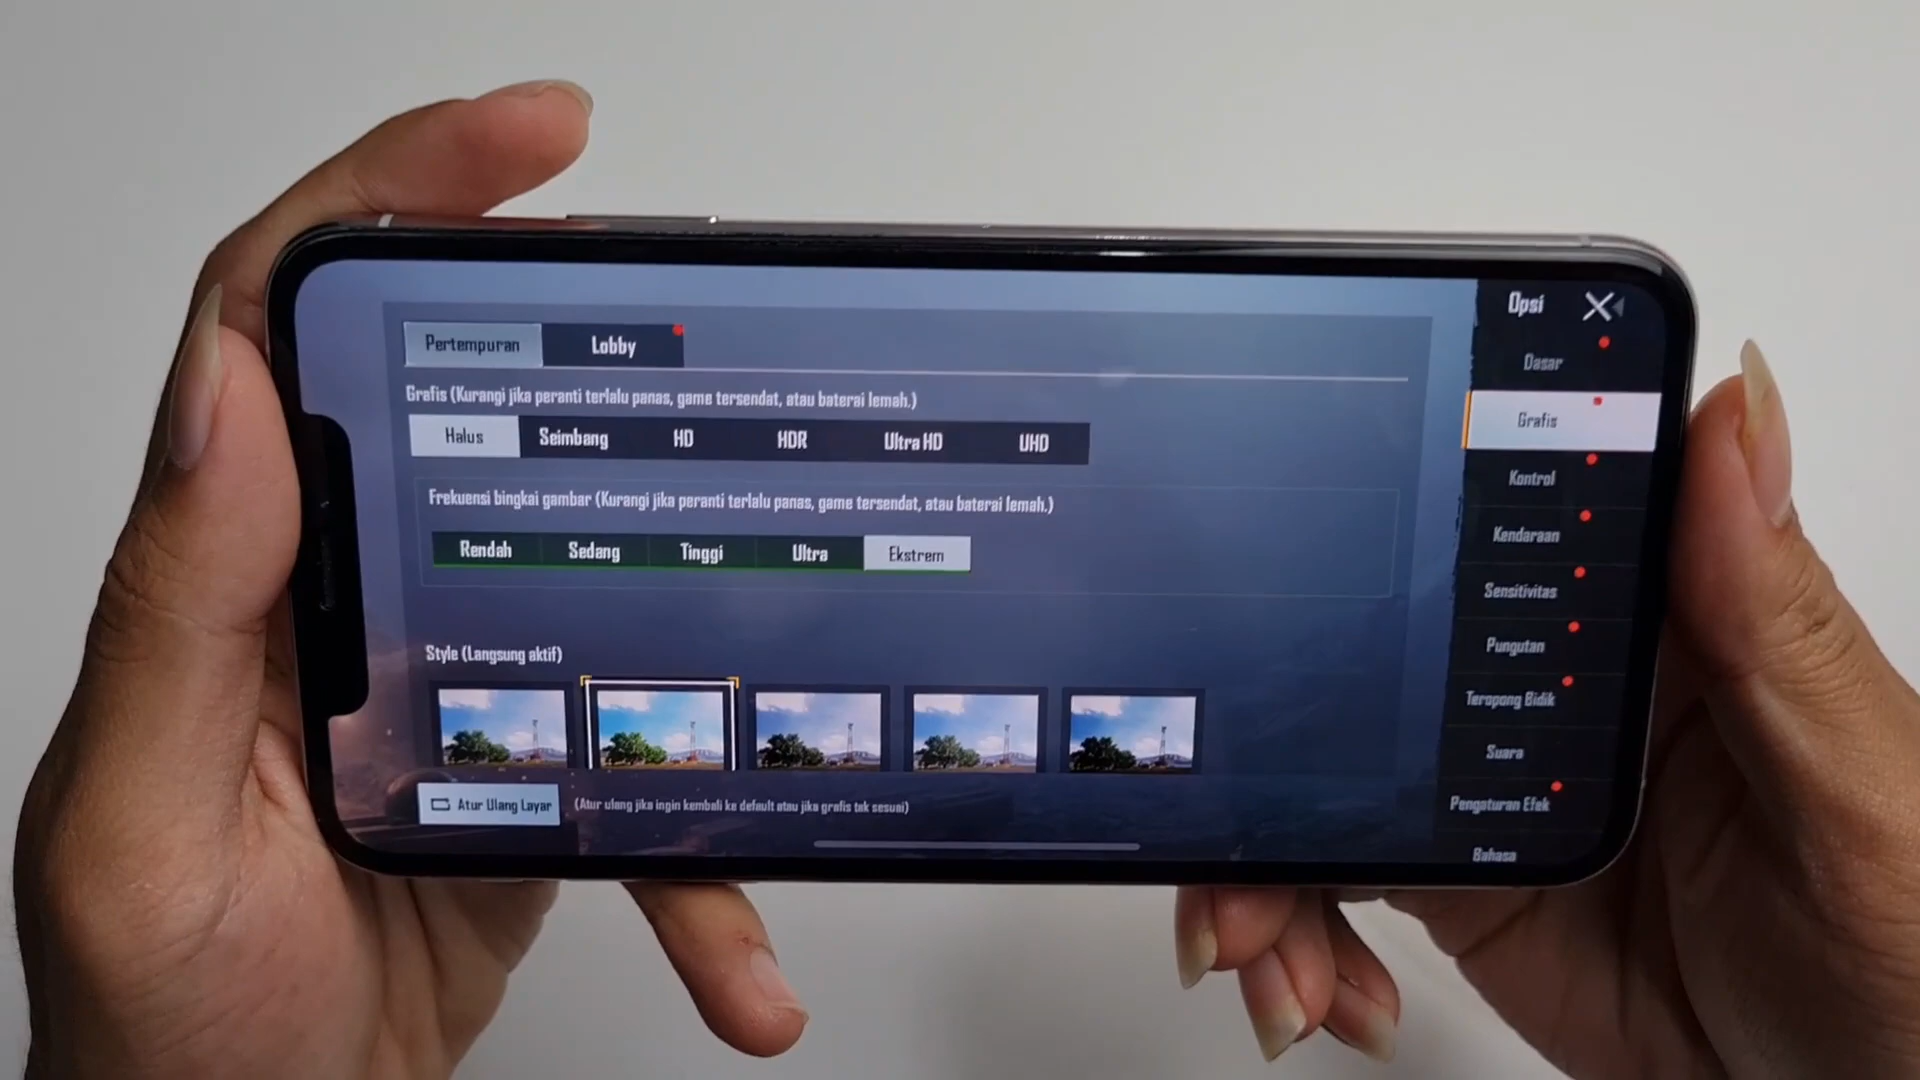 Pertempuran
Lobby
Grafis (Kurangi jika peranti terlalu panas, game tersendat, atau baterai lemah.)
Halus Seimbang HD HDR Ultra HD UHD
Frekuensi bingkai gambar (Kurangi jika peranti terlalu panas, game tersendat, atau baterai lemah.)
Rendah Sedang Tinggi Ultra Ekstrem
Style (Langsung aktif)
Atur Ulang Layar
(Atur ulang jika ingin kembali ke default atau jika grafis tak sesuai)
Opsi
Dasar
Grafis
Kontrol
Kendaraan
Sensitivitas
Pungutan
Teropong Bidik
Suara
Pengaturan Efek
Bahasa